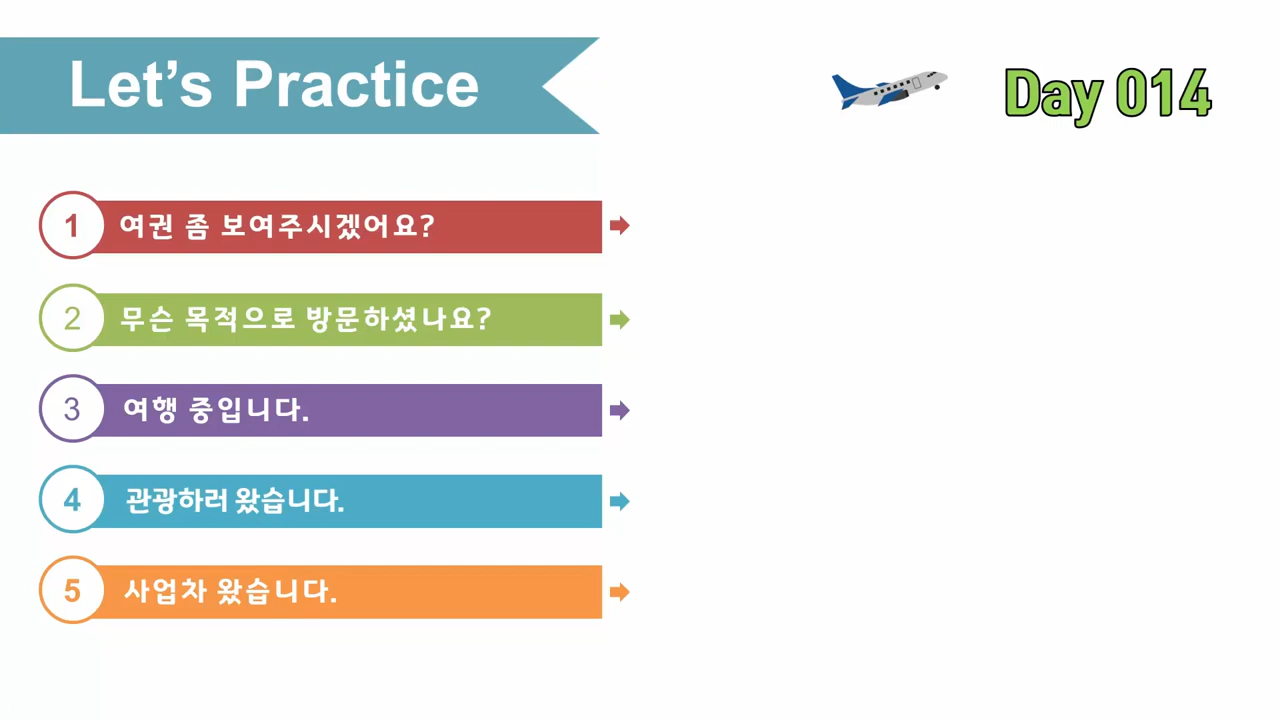 Let's Practice
Day 014
1 여권 좀 보여주시겠어요?
2 무슨 목적으로 방문하셨나요?
3 여행 중입니다.
4 관광하러 왔습니다.
5 사업차 왔습니다.